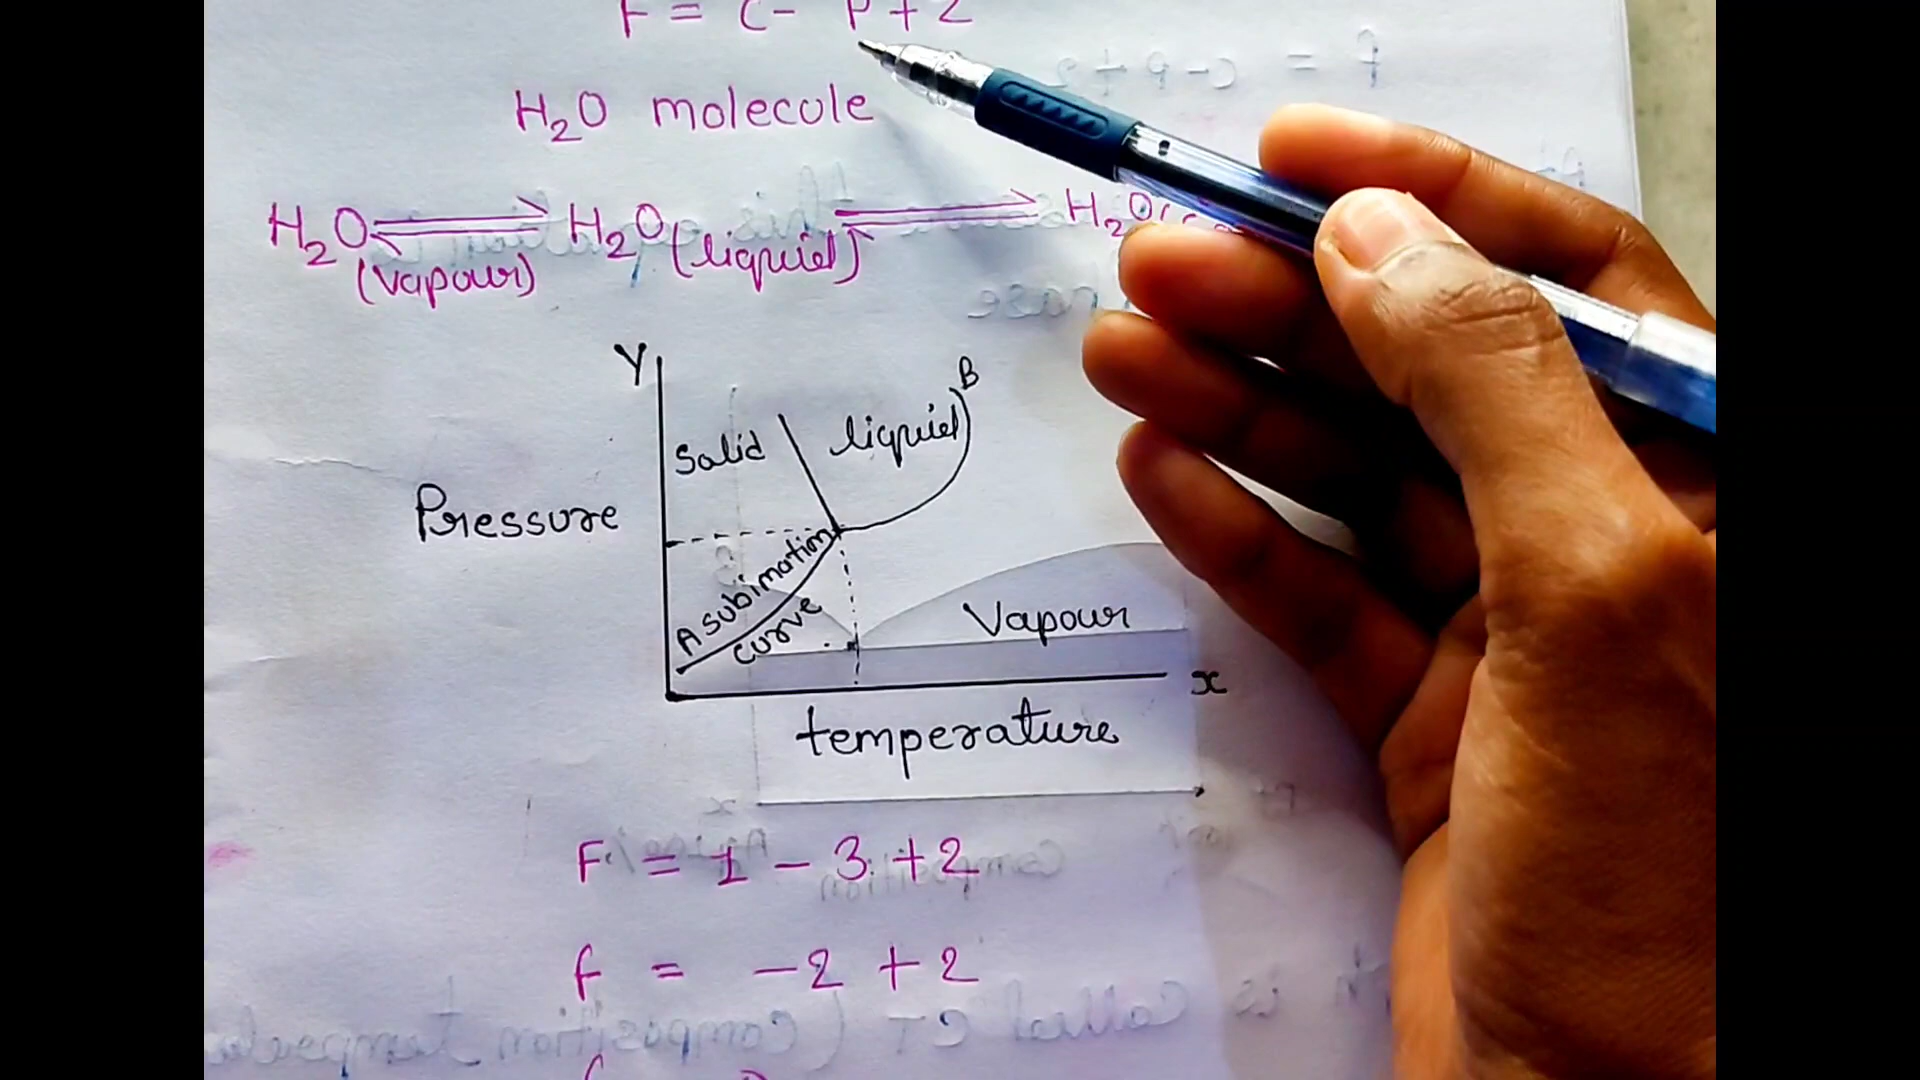 F = C - P + 2
H2O molecule
H2O (vapour) ⇌ H2O (liquid) ⇌ H2O
Y
B
Solid
liquid
Pressure
A subimation
curve
Vapour
x
temperature
F = 1 - 3 + 2
f = -2 + 2